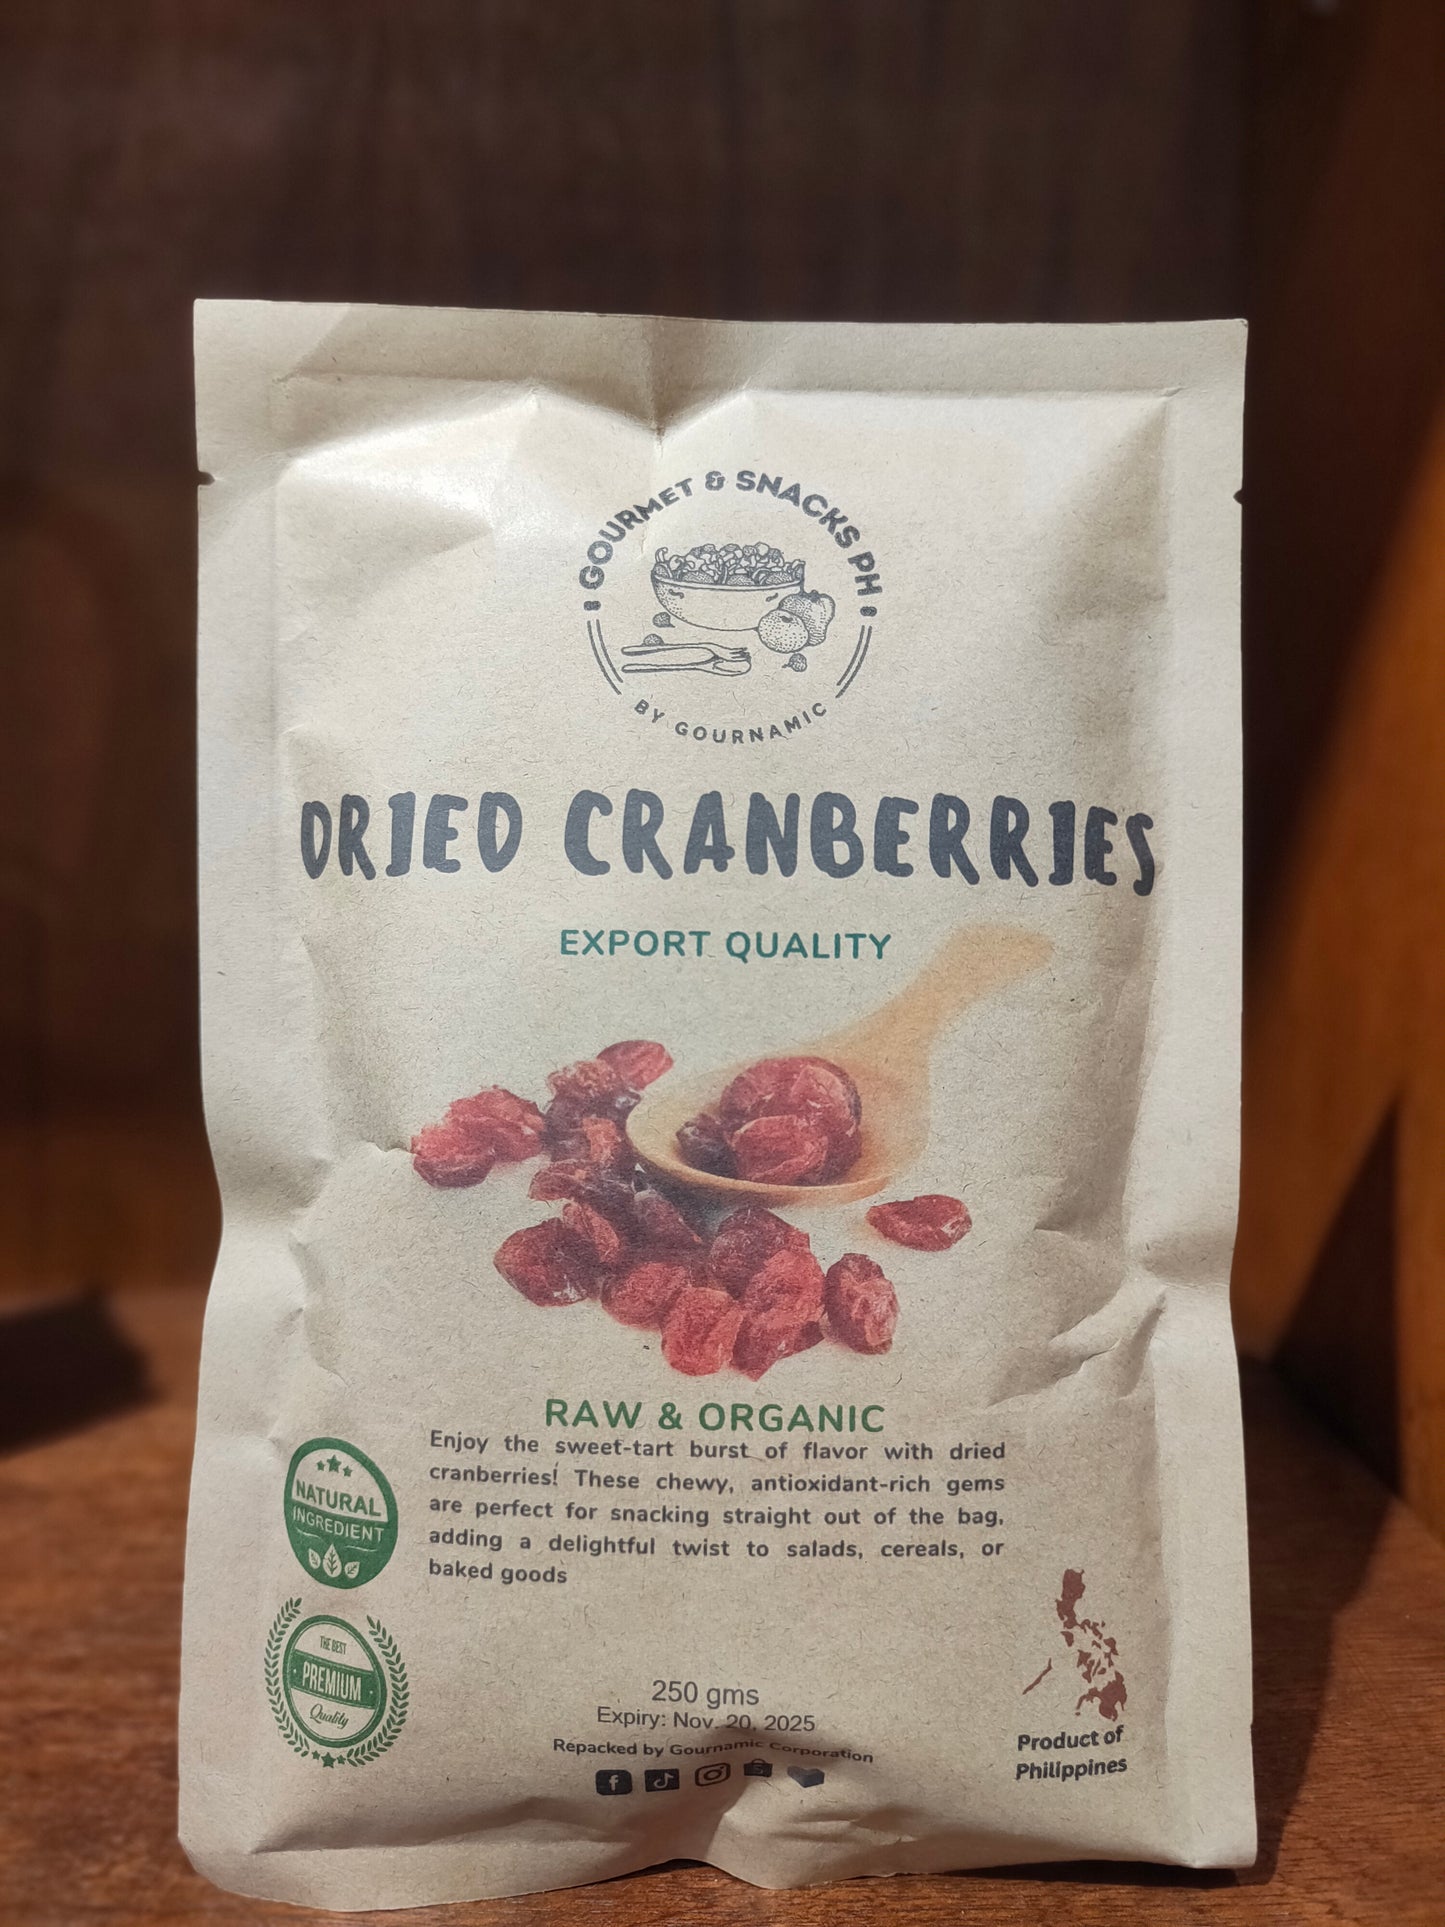 GOURMET & SNACKS PH
BY GOURNAMIC
DRIED CRANBERRIES
EXPORT QUALITY
RAW & ORGANIC
Enjoy the sweet-tart burst of flavor with dried
cranberries! These chewy, antioxidant-rich gems
are perfect for snacking straight out of the bag,
adding a delightful twist to salads, cereals, or
baked goods
NATURAL
INGREDIENT
THE BEST
PREMIUM
Quality
250 gms
Expiry: Nov. 20, 2025
Repacked by Gournamic Corporation
Product of
Philippines